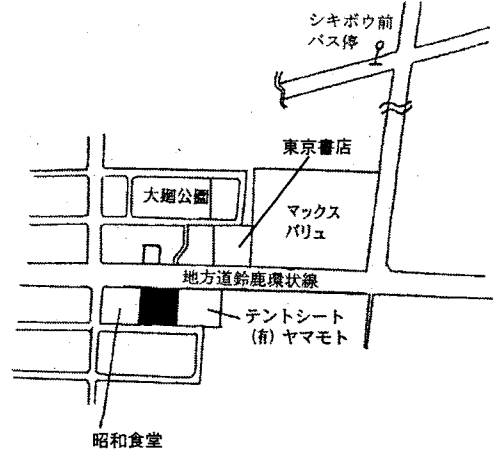 シキボウ前
バス停
東京書店
大廻公園
マックス
バリュ
地方道鈴鹿環状線
テントシート
(有) ヤマモト
昭和食堂